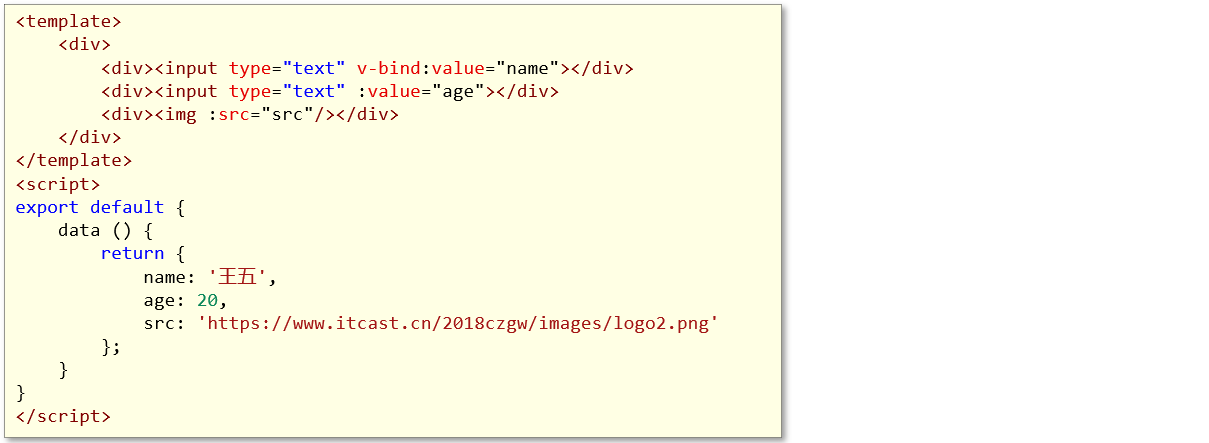 <template>
    <div>
        <div><input type="text" v-bind:value="name"></div>
        <div><input type="text" :value="age"></div>
        <div><img :src="src"/></div>
    </div>
</template>
<script>
export default {
    data () {
        return {
            name: '王五',
            age: 20,
            src: 'https://www.itcast.cn/2018czgw/images/logo2.png'
        };
    }
}
</script>